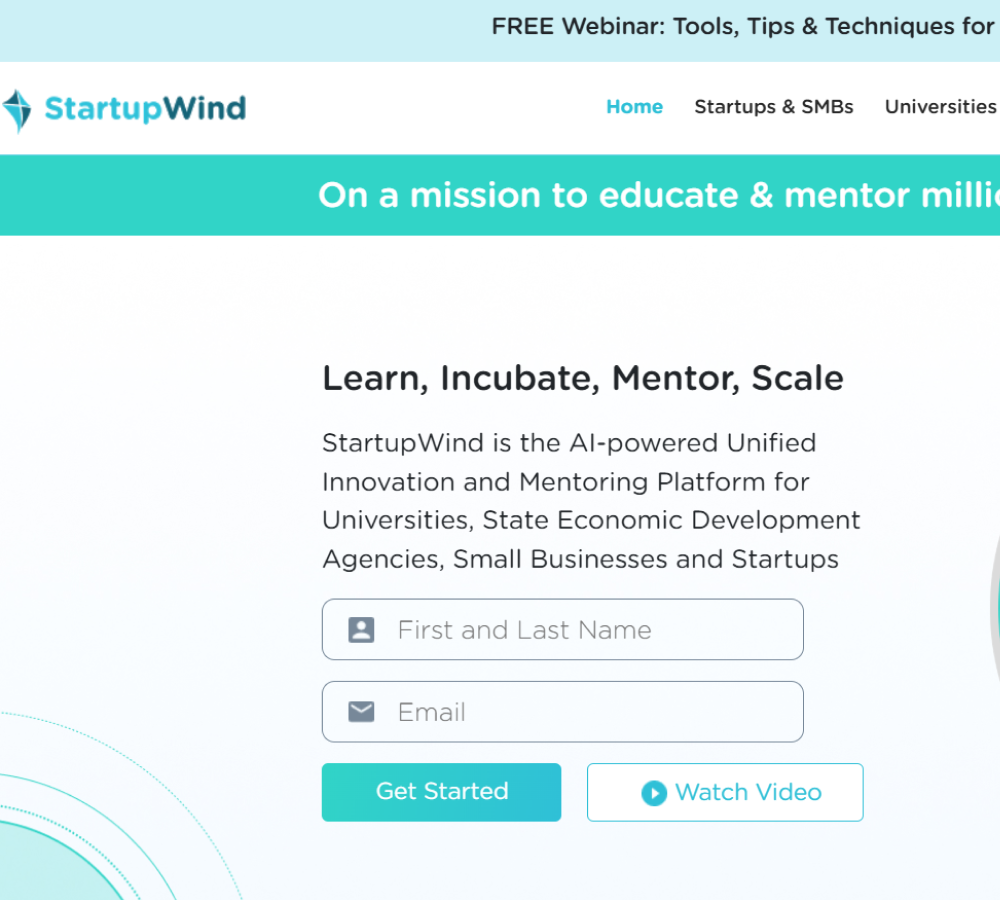 FREE Webinar: Tools, Tips & Techniques for
StartupWind
Home Startups & SMBs Universities
On a mission to educate & mentor
Learn, Incubate, Mentor, Scale
StartupWind is the AI-powered Unified
Innovation and Mentoring Platform for
Universities, State Economic Development
Agencies, Small Businesses and Startups
First and Last Name
Email
Get Started
Watch Video